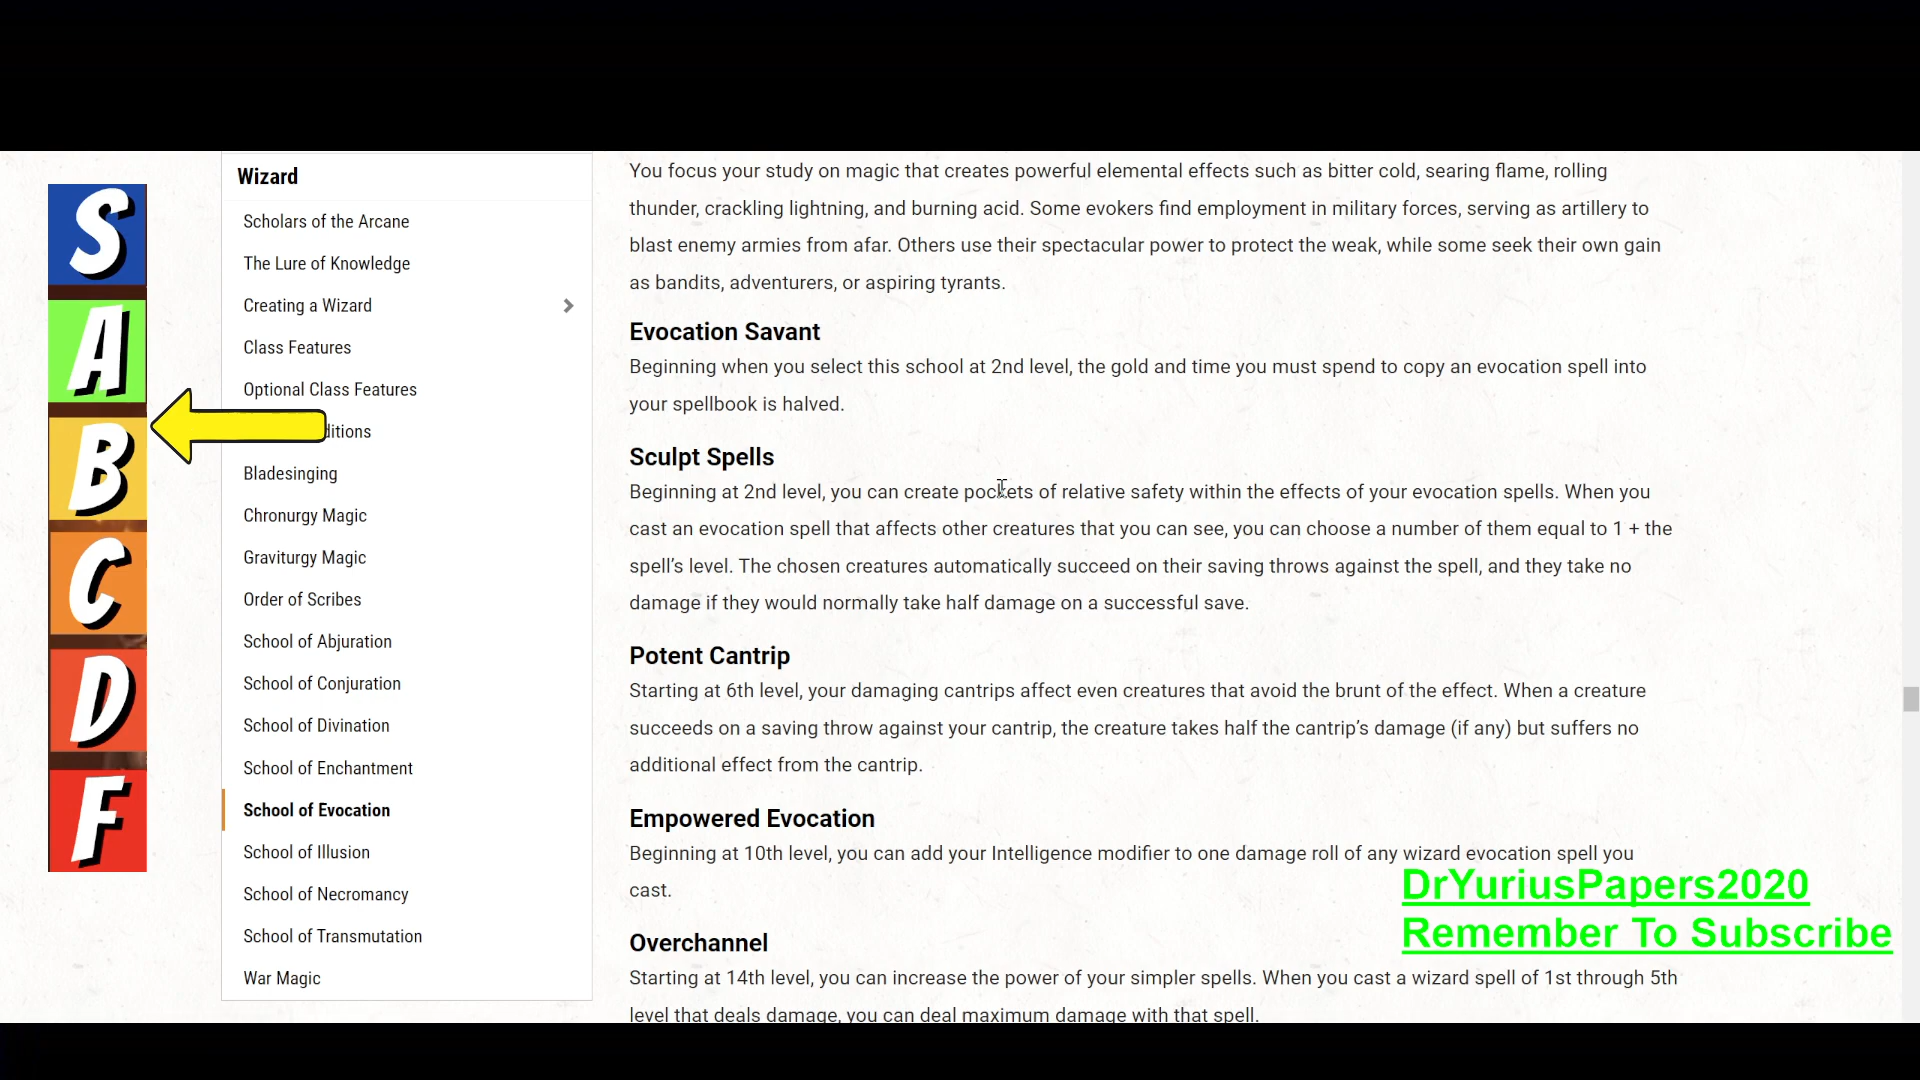 S
A
B
C
D
F
Wizard
Scholars of the Arcane
The Lure of Knowledge
Creating a Wizard
Class Features
Optional Class Features
ditions
Bladesinging
Chronurgy Magic
Graviturgy Magic
Order of Scribes
School of Abjuration
School of Conjuration
School of Divination
School of Enchantment
School of Evocation
School of Illusion
School of Necromancy
School of Transmutation
War Magic
You focus your study on magic that creates powerful elemental effects such as bitter cold, searing flame, rolling
thunder, crackling lightning, and burning acid. Some evokers find employment in military forces, serving as artillery to
blast enemy armies from afar. Others use their spectacular power to protect the weak, while some seek their own gain
as bandits, adventurers, or aspiring tyrants.
Evocation Savant
Beginning when you select this school at 2nd level, the gold and time you must spend to copy an evocation spell into
your spellbook is halved.
Sculpt Spells
Beginning at 2nd level, you can create pockets of relative safety within the effects of your evocation spells. When you
cast an evocation spell that affects other creatures that you can see, you can choose a number of them equal to 1 + the
spell’s level. The chosen creatures automatically succeed on their saving throws against the spell, and they take no
damage if they would normally take half damage on a successful save.
Potent Cantrip
Starting at 6th level, your damaging cantrips affect even creatures that avoid the brunt of the effect. When a creature
succeeds on a saving throw against your cantrip, the creature takes half the cantrip’s damage (if any) but suffers no
additional effect from the cantrip.
Empowered Evocation
Beginning at 10th level, you can add your Intelligence modifier to one damage roll of any wizard evocation spell you
cast.
Overchannel
Starting at 14th level, you can increase the power of your simpler spells. When you cast a wizard spell of 1st through 5th
level that deals damage, you can deal maximum damage with that spell.
DrYuriusPapers2020
Remember To Subscribe